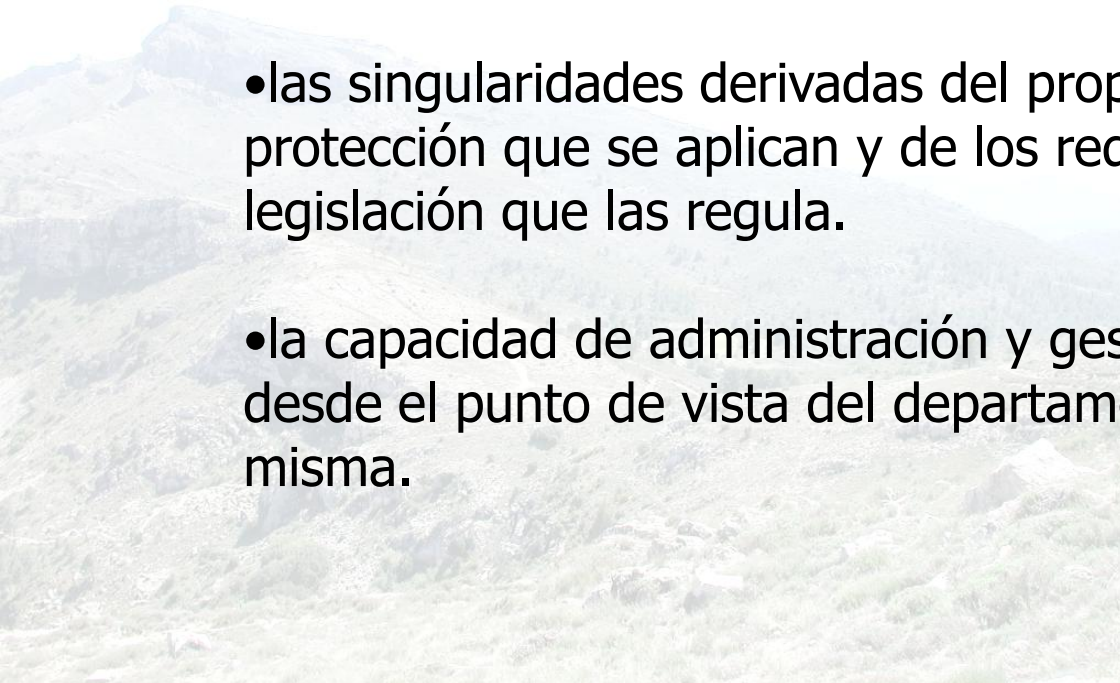 •las singularidades derivadas del prop
protección que se aplican y de los rec
legislación que las regula.
•la capacidad de administración y ges
desde el punto de vista del departam
misma.